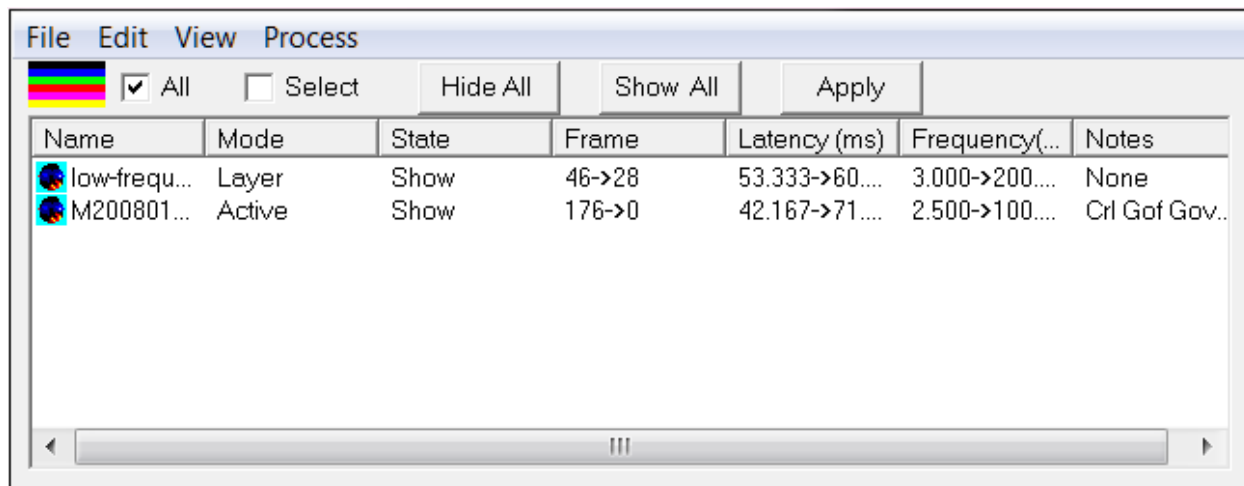 File Edit View Process
All Select Hide All Show All Apply
Name Mode State Frame Latency (ms) Frequency(... Notes
low-frequ... Layer Show 46->28 53.333->60.... 3.000->200.... None
M200801... Active Show 176->0 42.167->71.... 2.500->100.... Crl Gof Gov..